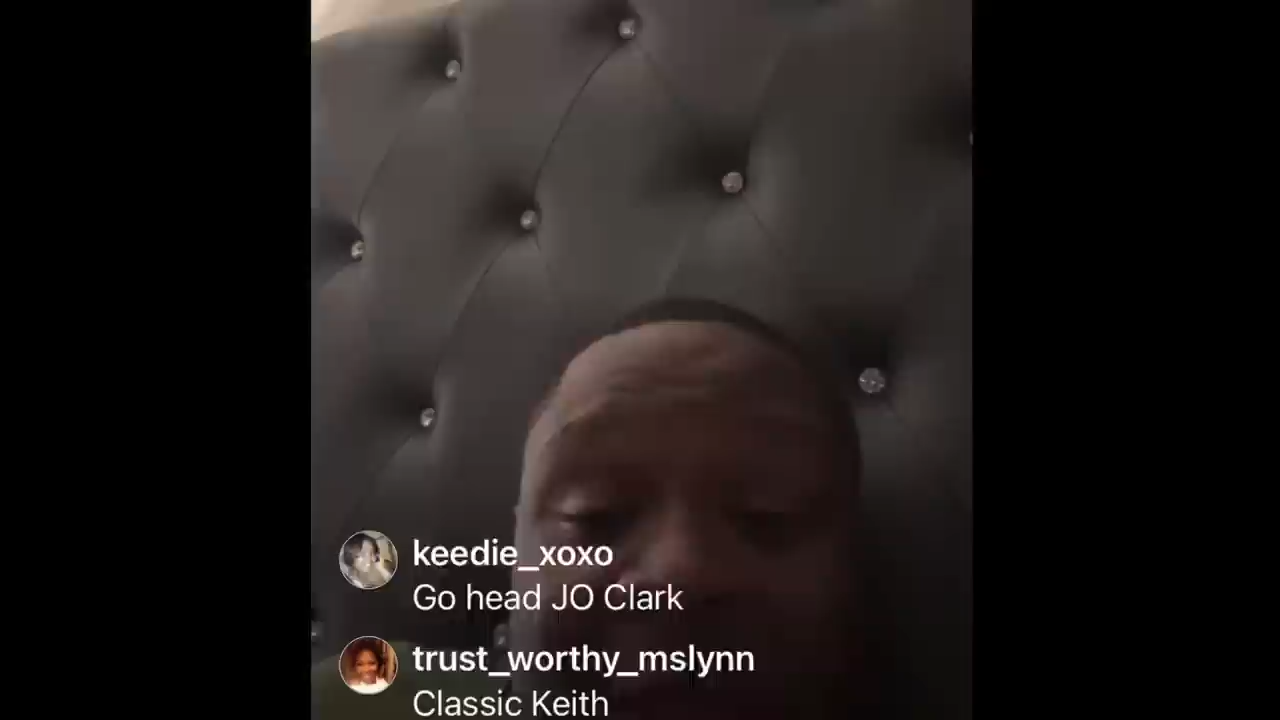 keedie_xoxo
Go head JO Clark
trust_worthy_mslynn
Classic Keith